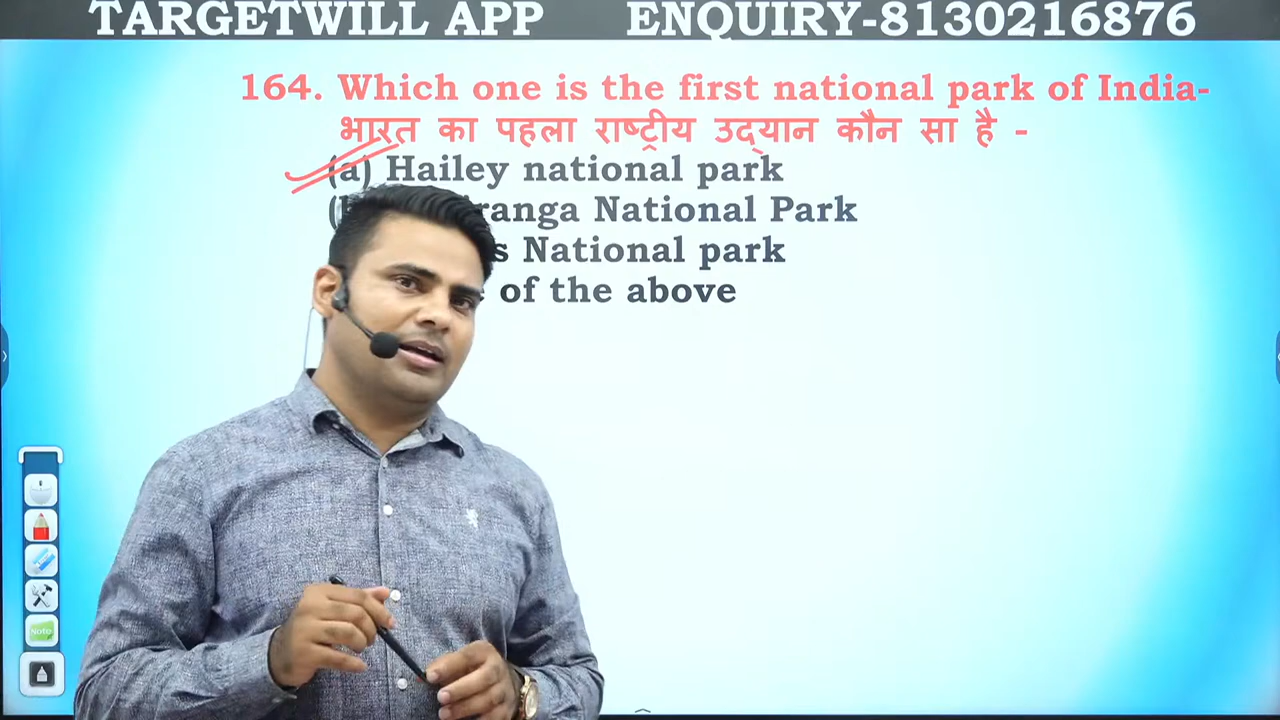 TARGETWILL APP ENQUIRY-8130216876
164. Which one is the first national park of India-
भारत का पहला राष्ट्रीय उद्यान कौन सा है -
(a) Hailey national park
National Park
National park
of the above
Note